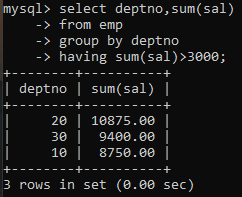 mysql> select deptno,sum(sal)
    -> from emp
    -> group by deptno
    -> having sum(sal)>3000;
+--------+----------+
| deptno | sum(sal) |
+--------+----------+
|     20 | 10875.00 |
|     30 |  9400.00 |
|     10 |  8750.00 |
+--------+----------+
3 rows in set (0.00 sec)